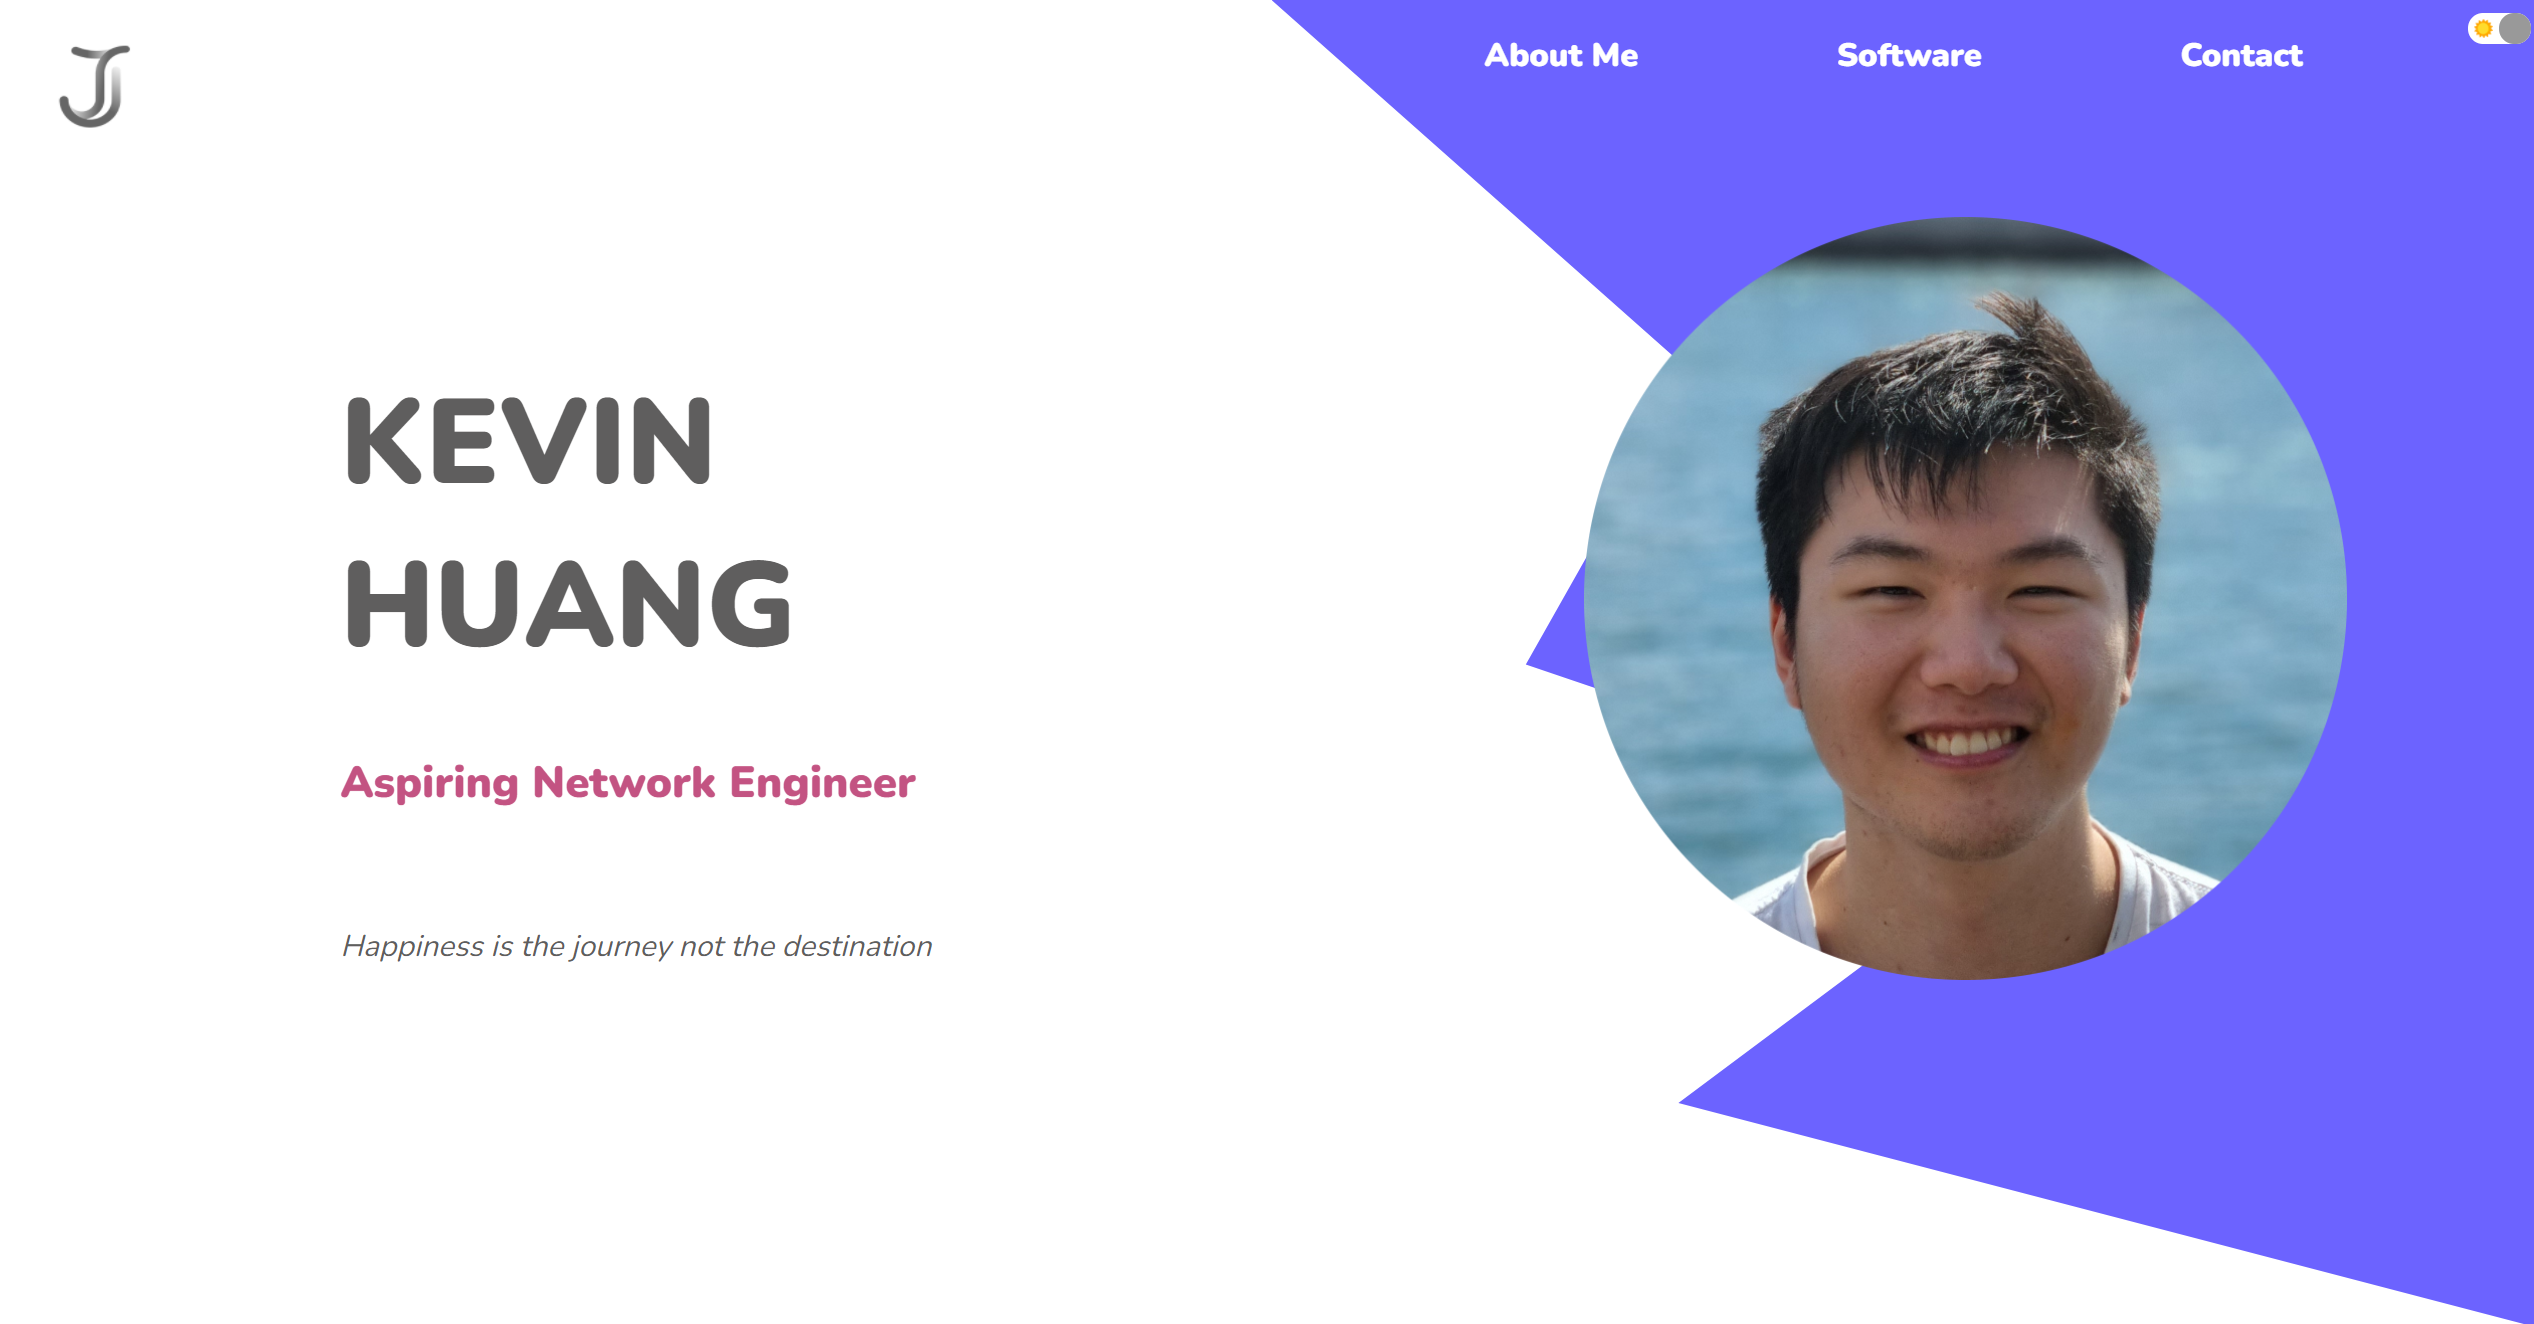 About Me
Software
Contact
KEVIN
HUANG
Aspiring Network Engineer
Happiness is the journey not the destination